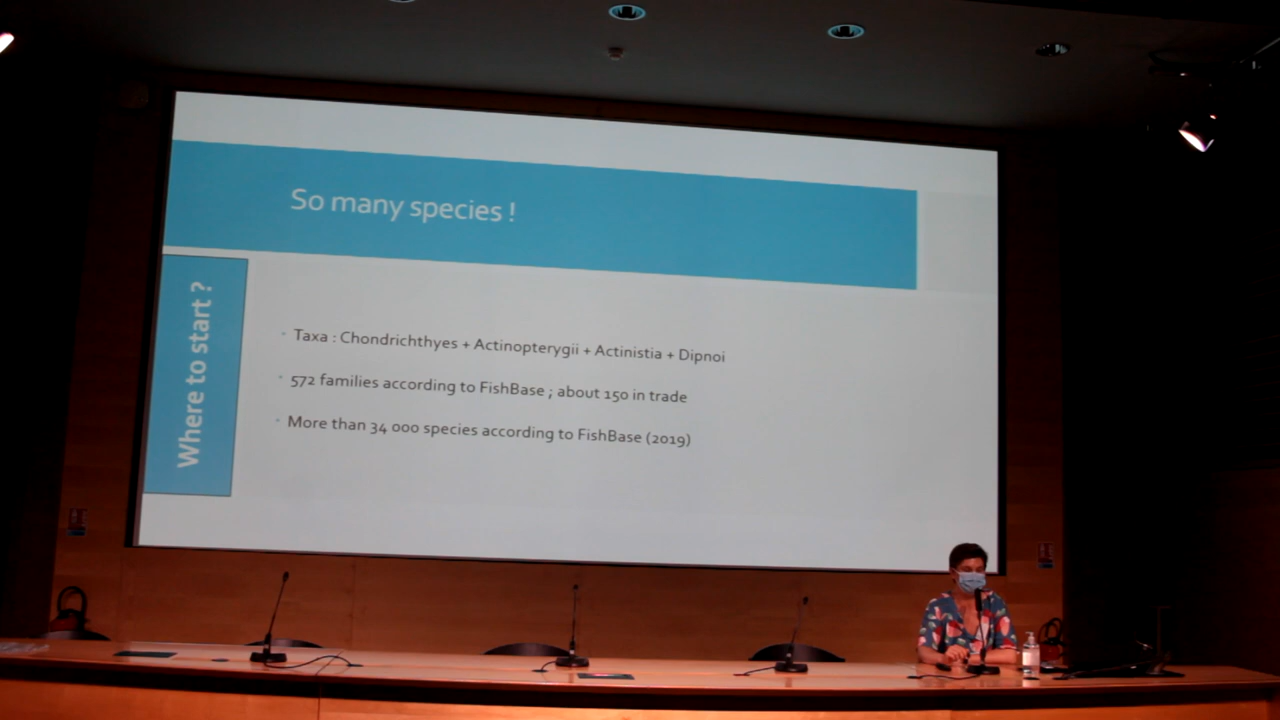 So many species !
Where to start ?
Taxa : Chondrichthyes + Actinopterygii + Actinistia + Dipnoi
572 families according to FishBase ; about 150 in trade
More than 34 000 species according to FishBase (2019)